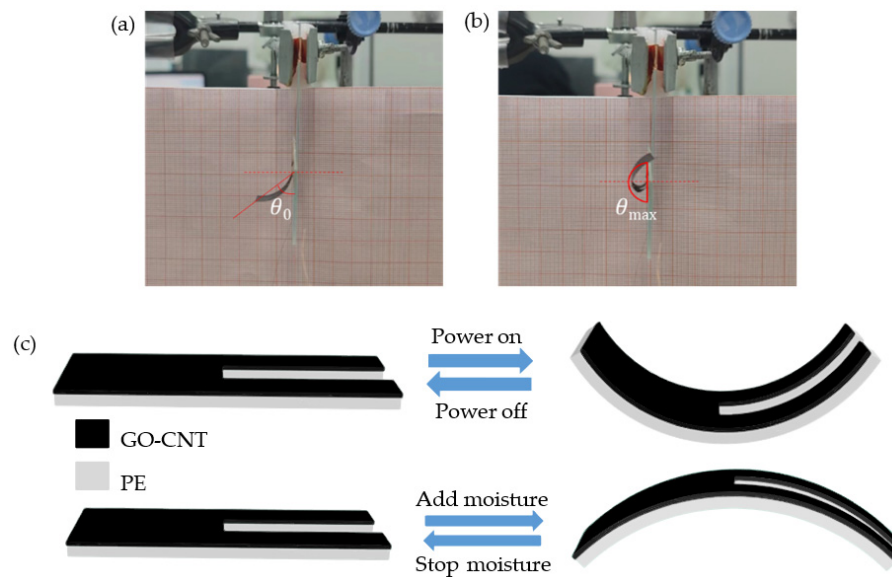 (a)
(b)
θ0
θmax
(c)
Power on
Power off
GO-CNT
PE
Add moisture
Stop moisture